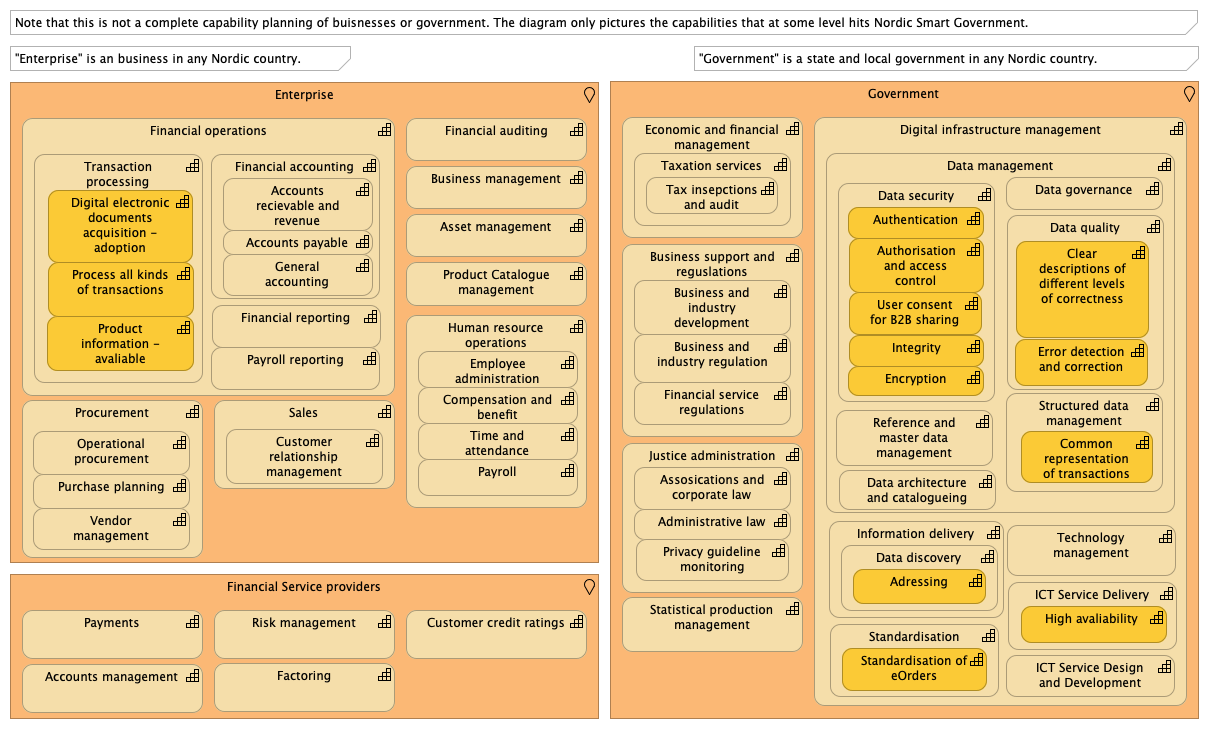 Note that this is not a complete capability planning of buisnesses or government. The diagram only pictures the capabilities that at some level hits Nordic Smart Government.
"Enterprise" is an business in any Nordic country.
"Government" is a state and local government in any Nordic country.
Enterprise
Financial operations
Transaction
processing
Digital electronic
documents
acquisition –
adoption
Process all kinds
of transactions
Product
information –
avaliable
Financial accounting
Accounts
recievable and
revenue
Accounts payable
General
accounting
Financial reporting
Payroll reporting
Procurement
Operational
procurement
Purchase planning
Vendor
management
Sales
Customer
relationship
management
Financial auditing
Business management
Asset management
Product Catalogue
management
Human resource
operations
Employee
administration
Compensation and
benefit
Time and
attendance
Payroll
Financial Service providers
Payments
Risk management
Customer credit ratings
Accounts management
Factoring
Government
Economic and financial
management
Taxation services
Tax insepctions
and audit
Business support and
reguslations
Business and
industry
development
Business and
industry regulation
Financial service
regulations
Justice administration
Assosications and
corporate law
Administrative law
Privacy guideline
monitoring
Statistical production
management
Digital infrastructure management
Data management
Data security
Authentication
Authorisation
and access
control
User consent
for B2B sharing
Integrity
Encryption
Reference and
master data
management
Data architecture
and catalogueing
Data governance
Data quality
Clear
descriptions of
different levels
of correctness
Error detection
and correction
Structured data
management
Common
representation
of transactions
Information delivery
Data discovery
Adressing
Standardisation
Standardisation of
eOrders
Technology
management
ICT Service Delivery
High avaliability
ICT Service Design
and Development